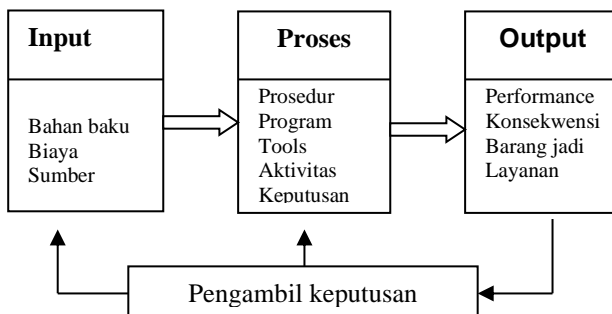 Input
Bahan baku
Biaya
Sumber
Proses
Prosedur
Program
Tools
Aktivitas
Keputusan
Output
Performance
Konsekwensi
Barang jadi
Layanan
Pengambil keputusan